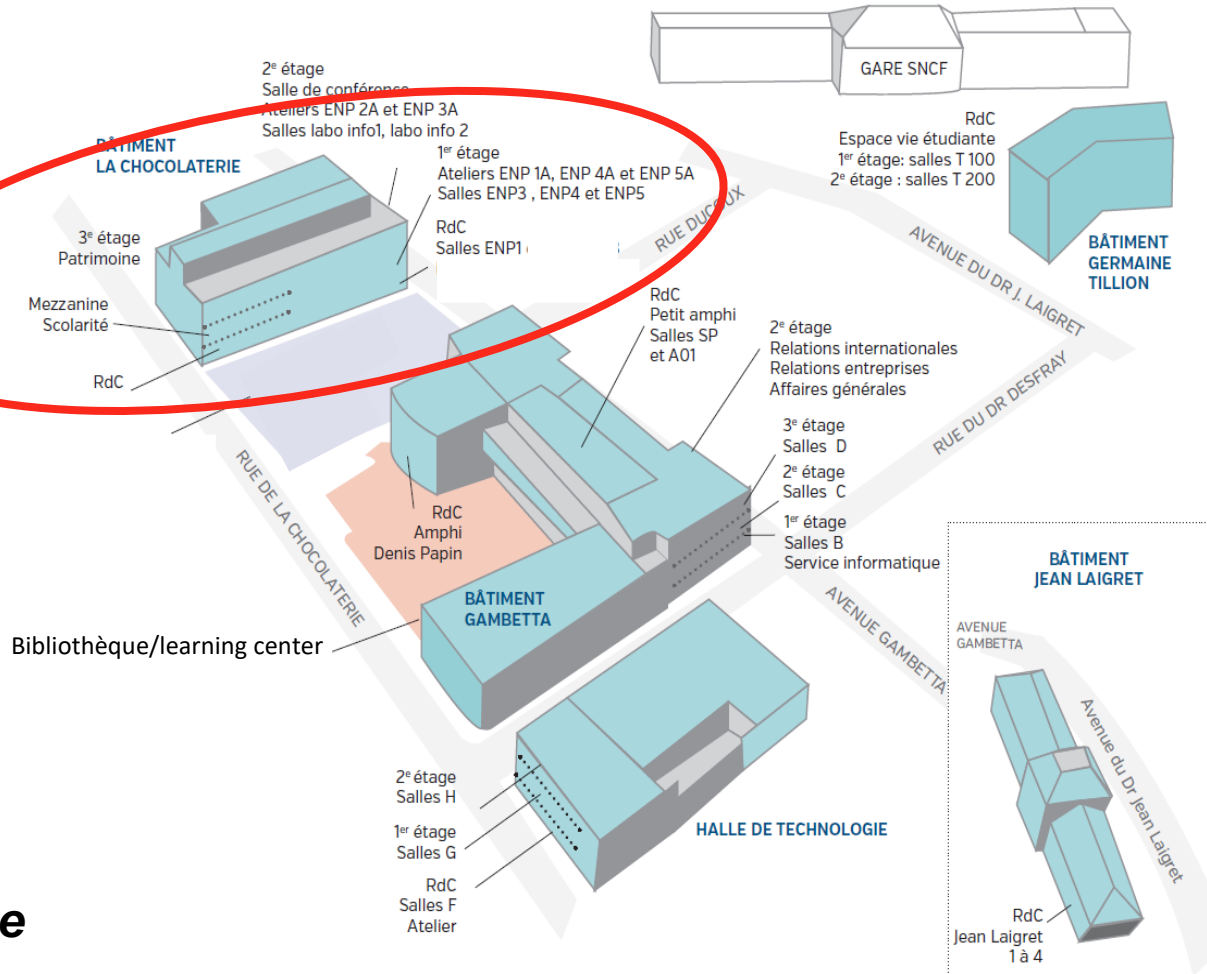 GARE SNCF
2e étage
Salle de conférence
Ateliers ENP 2A et ENP 3A
Salles labo info1, labo info 2
BÂTIMENT
LA CHOCOLATERIE
1er étage
Ateliers ENP 1A, ENP 4A et ENP 5A
Salles ENP3 , ENP4 et ENP5
RdC
Salles ENP1
3e étage
Patrimoine
Mezzanine
Scolarité
RdC
RdC
Espace vie étudiante
1er étage: salles T 100
2e étage : salles T 200
BÂTIMENT
GERMAINE
TILLION
RUE DUCOUX
AVENUE DU DR J. LAIGRET
RUE DU DR DESFRAY
RdC
Petit amphi
Salles SP
et A01
2e étage
Relations internationales
Relations entreprises
Affaires générales
3e étage
Salles D
2e étage
Salles C
1er étage
Salles B
Service informatique
RUE DE LA CHOCOLATERIE
RdC
Amphi
Denis Papin
BÂTIMENT
GAMBETTA
Bibliothèque/learning center
AVENUE GAMBETTA
BÂTIMENT
JEAN LAIGRET
AVENUE
GAMBETTA
Avenue du Dr Jean Laigret
RdC
Jean Laigret
1 à 4
2e étage
Salles H
1er étage
Salles G
RdC
Salles F
Atelier
HALLE DE TECHNOLOGIE
e